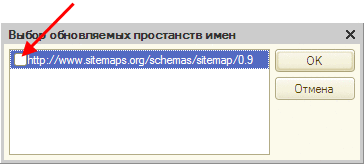 Выбор обновляемых простанств имен
http://www.sitemaps.org/schemas/sitemap/0.9
OK
Отмена